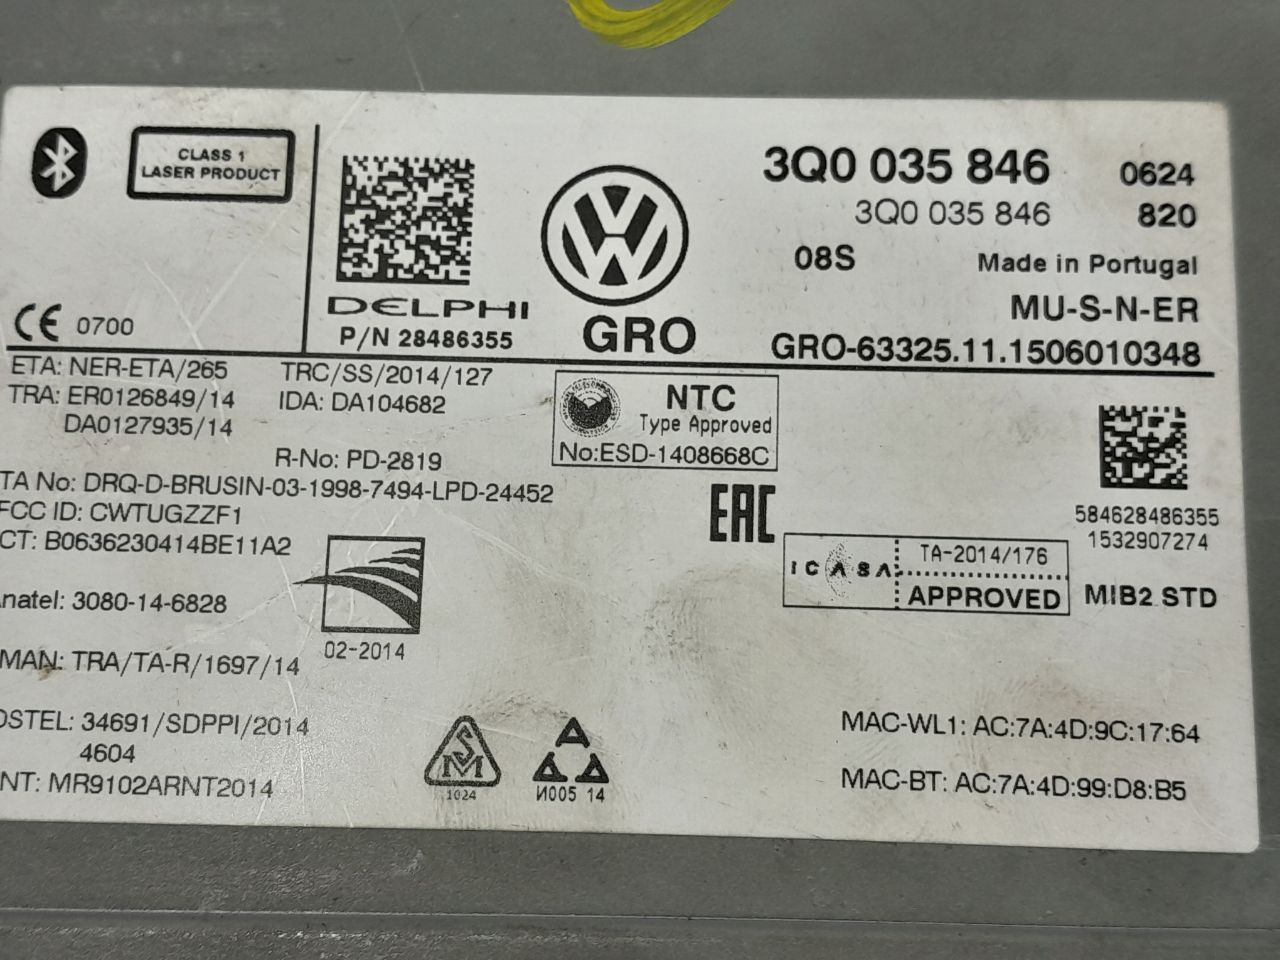 CLASS 1
LASER PRODUCT
CE 0700
DELPHI
P/N 28486355
GRO
3Q0 035 846 0624
3Q0 035 846 820
08S Made in Portugal
MU-S-N-ER
GRO-63325.11.1506010348
ETA: NER-ETA/265 TRC/SS/2014/127
TRA: ER0126849/14 IDA: DA104682
DA0127935/14
R-No: PD-2819
TA No: DRQ-D-BRUSIN-03-1998-7494-LPD-24452
FCC ID: CWTUGZZF1
CT: B0636230414BE11A2
natel: 3080-14-6828
02-2014
MAN: TRA/TA-R/1697/14
OSTEL: 34691/SDPPI/2014
4604
NT: MR9102ARNT2014
NTC
Type Approved
No:ESD-1408668C
EAC
ICASA TA-2014/176
APPROVED
584628486355
1532907274
MIB2 STD
SM
1024
A
И005 14
MAC-WL1: AC:7A:4D:9C:17:64
MAC-BT: AC:7A:4D:99:D8:B5